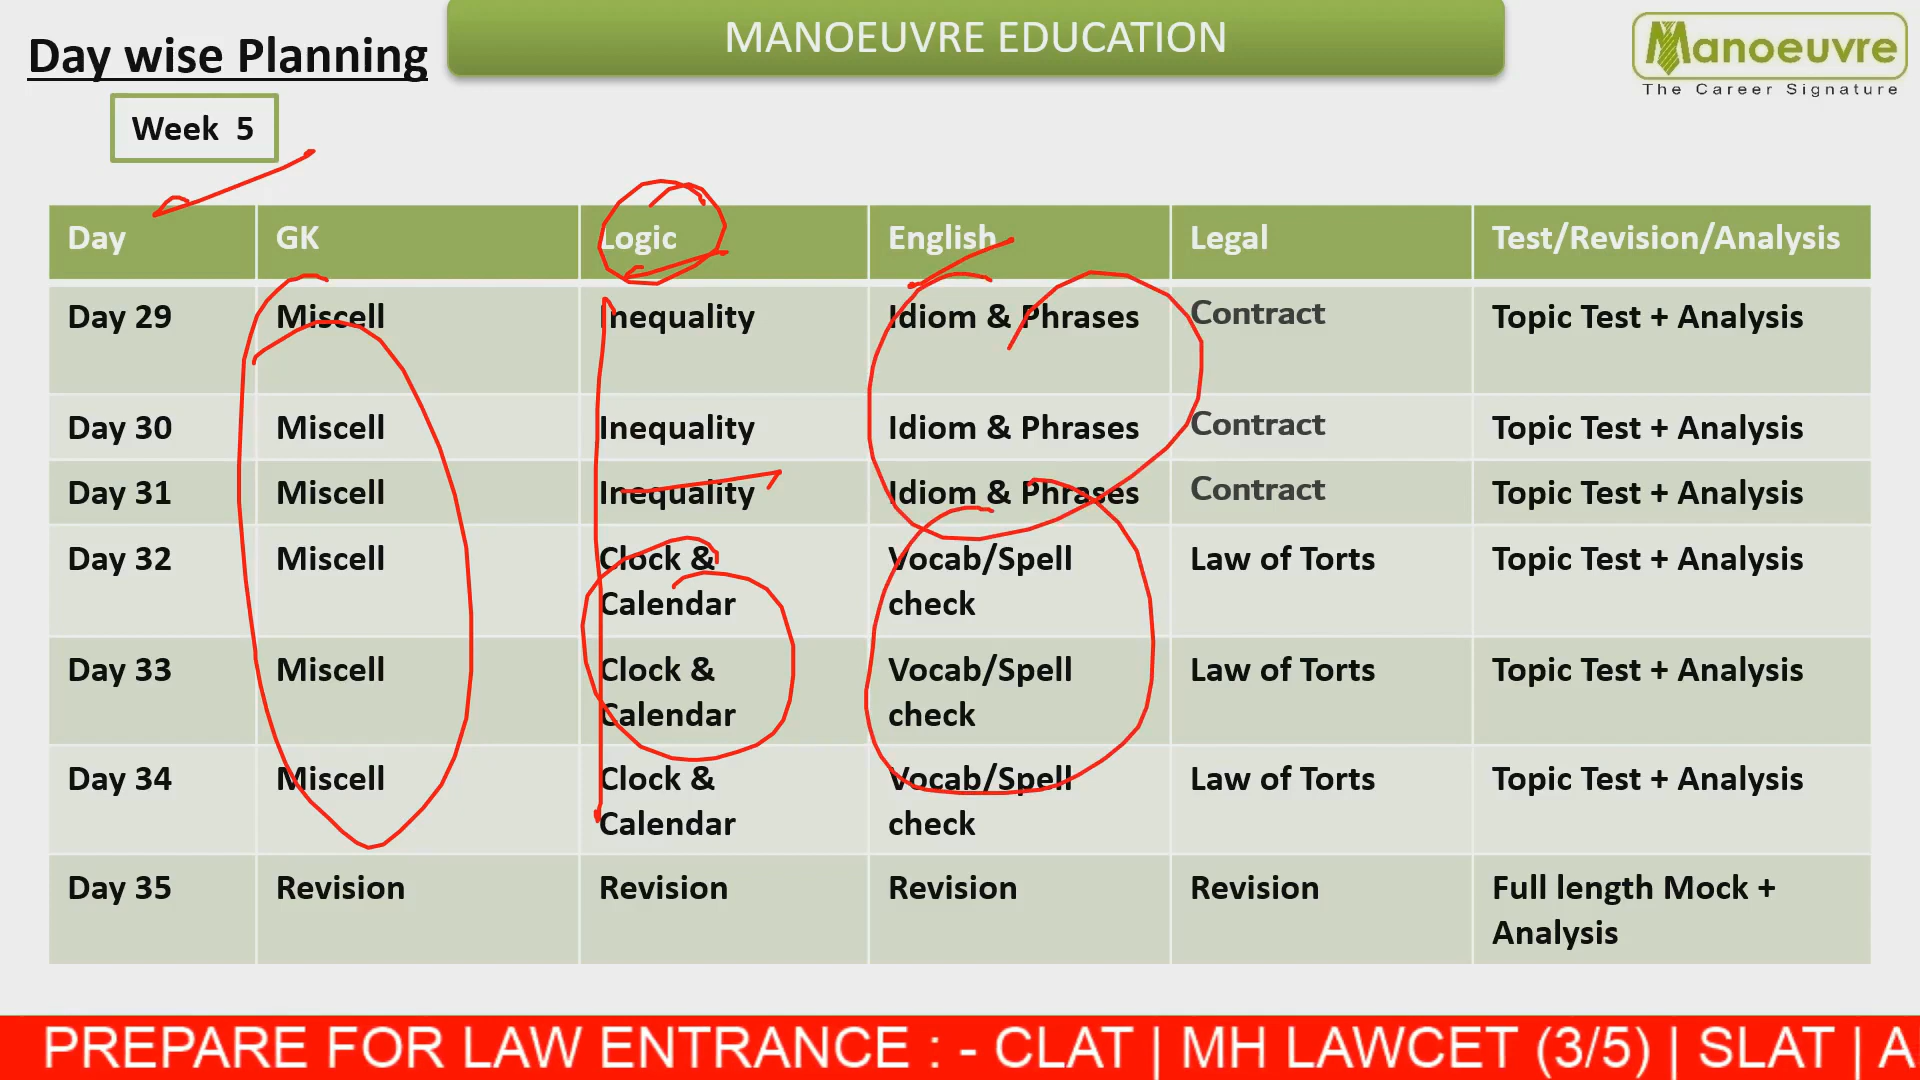 Day wise Planning
MANOEUVRE EDUCATION
Manoeuvre
The Career Signature
Week 5
Day GK Logic English Legal Test/Revision/Analysis
Day 29 Miscell Inequality Idiom & Phrases Contract Topic Test + Analysis
Day 30 Miscell Inequality Idiom & Phrases Contract Topic Test + Analysis
Day 31 Miscell Inequality Idiom & Phrases Contract Topic Test + Analysis
Day 32 Miscell Clock & Calendar Vocab/Spell check Law of Torts Topic Test + Analysis
Day 33 Miscell Clock & Calendar Vocab/Spell check Law of Torts Topic Test + Analysis
Day 34 Miscell Clock & Calendar Vocab/Spell check Law of Torts Topic Test + Analysis
Day 35 Revision Revision Revision Revision Full length Mock + Analysis
PREPARE FOR LAW ENTRANCE : - CLAT | MH LAWCET (3/5) | SLAT | A